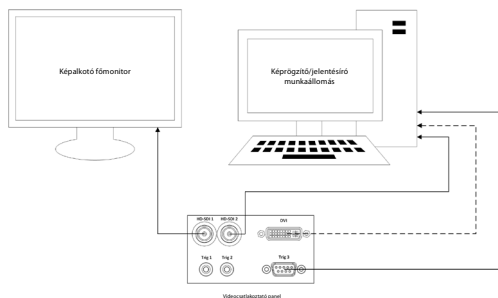 Képalkotó főmonitor
Képrögzítő/jelentésíró
munkaállomás
HD-SDI 1
HD-SDI 2
DVI
Trig 1
Trig 2
Trig 3
Videocsatlakoztató panel